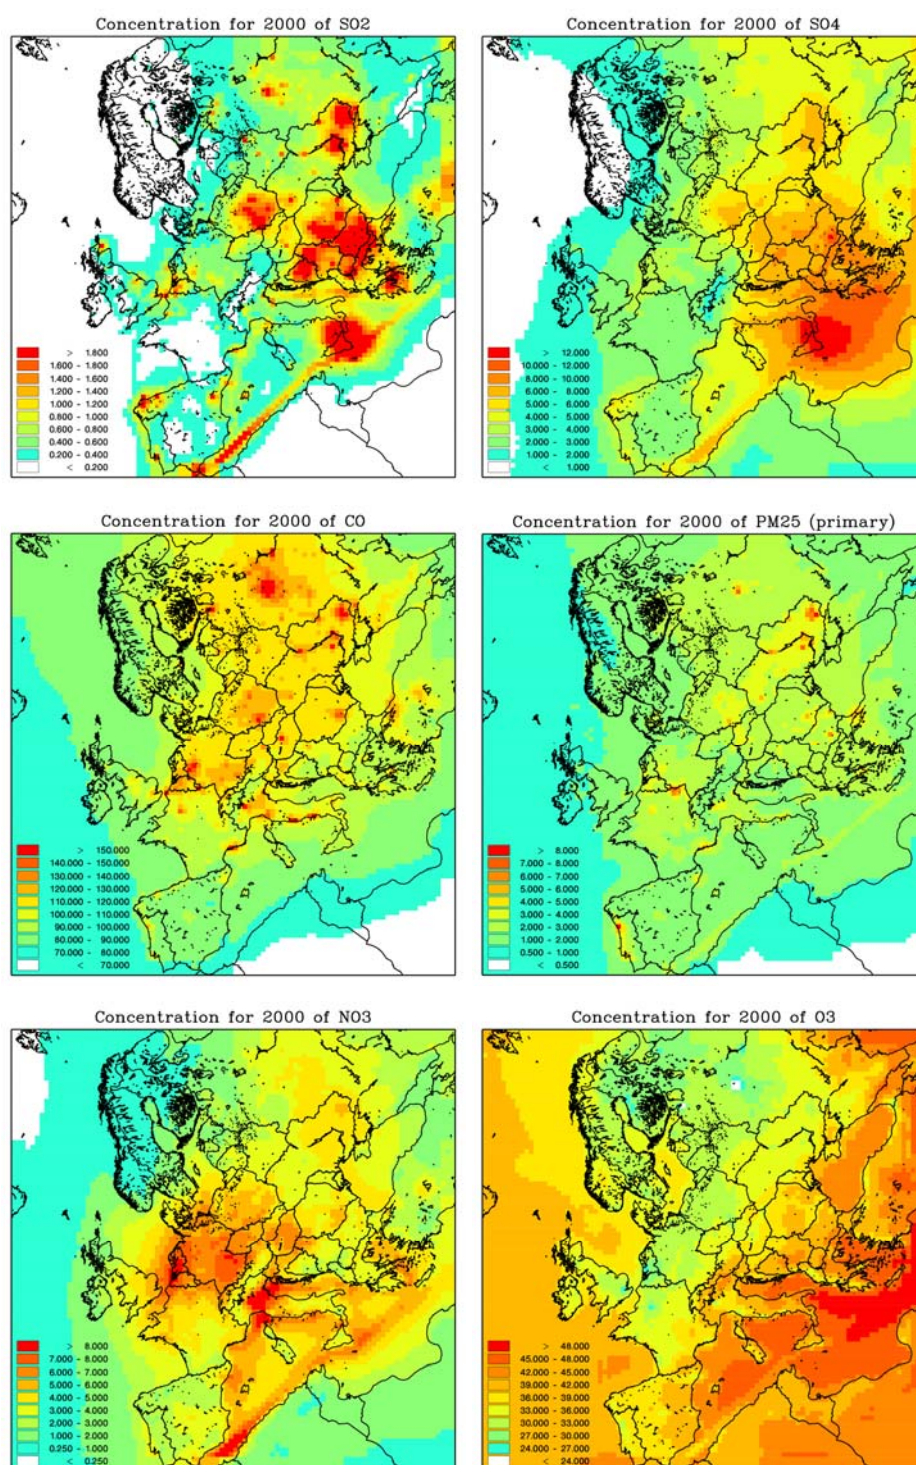 Concentration for 2000 of SO2
> 1.800
1.600 - 1.800
1.400 - 1.600
1.200 - 1.400
1.000 - 1.200
0.800 - 1.000
0.600 - 0.800
0.400 - 0.600
0.200 - 0.400
< 0.200
Concentration for 2000 of SO4
> 12.000
10.000 - 12.000
8.000 - 10.000
6.000 - 8.000
5.000 - 6.000
4.000 - 5.000
3.000 - 4.000
2.000 - 3.000
1.000 - 2.000
< 1.000
Concentration for 2000 of CO
> 150.000
140.000 - 150.000
130.000 - 140.000
120.000 - 130.000
110.000 - 120.000
100.000 - 110.000
90.000 - 100.000
80.000 - 90.000
70.000 - 80.000
< 70.000
Concentration for 2000 of PM25 (primary)
> 8.000
7.000 - 8.000
6.000 - 7.000
5.000 - 6.000
4.000 - 5.000
3.000 - 4.000
2.000 - 3.000
1.000 - 2.000
0.500 - 1.000
< 0.500
Concentration for 2000 of NO3
> 8.000
7.000 - 8.000
6.000 - 7.000
5.000 - 6.000
4.000 - 5.000
3.000 - 4.000
2.000 - 3.000
1.000 - 2.000
0.250 - 1.000
< 0.250
Concentration for 2000 of O3
> 48.000
45.000 - 48.000
42.000 - 45.000
39.000 - 42.000
36.000 - 39.000
33.000 - 36.000
30.000 - 33.000
27.000 - 30.000
24.000 - 27.000
< 24.000